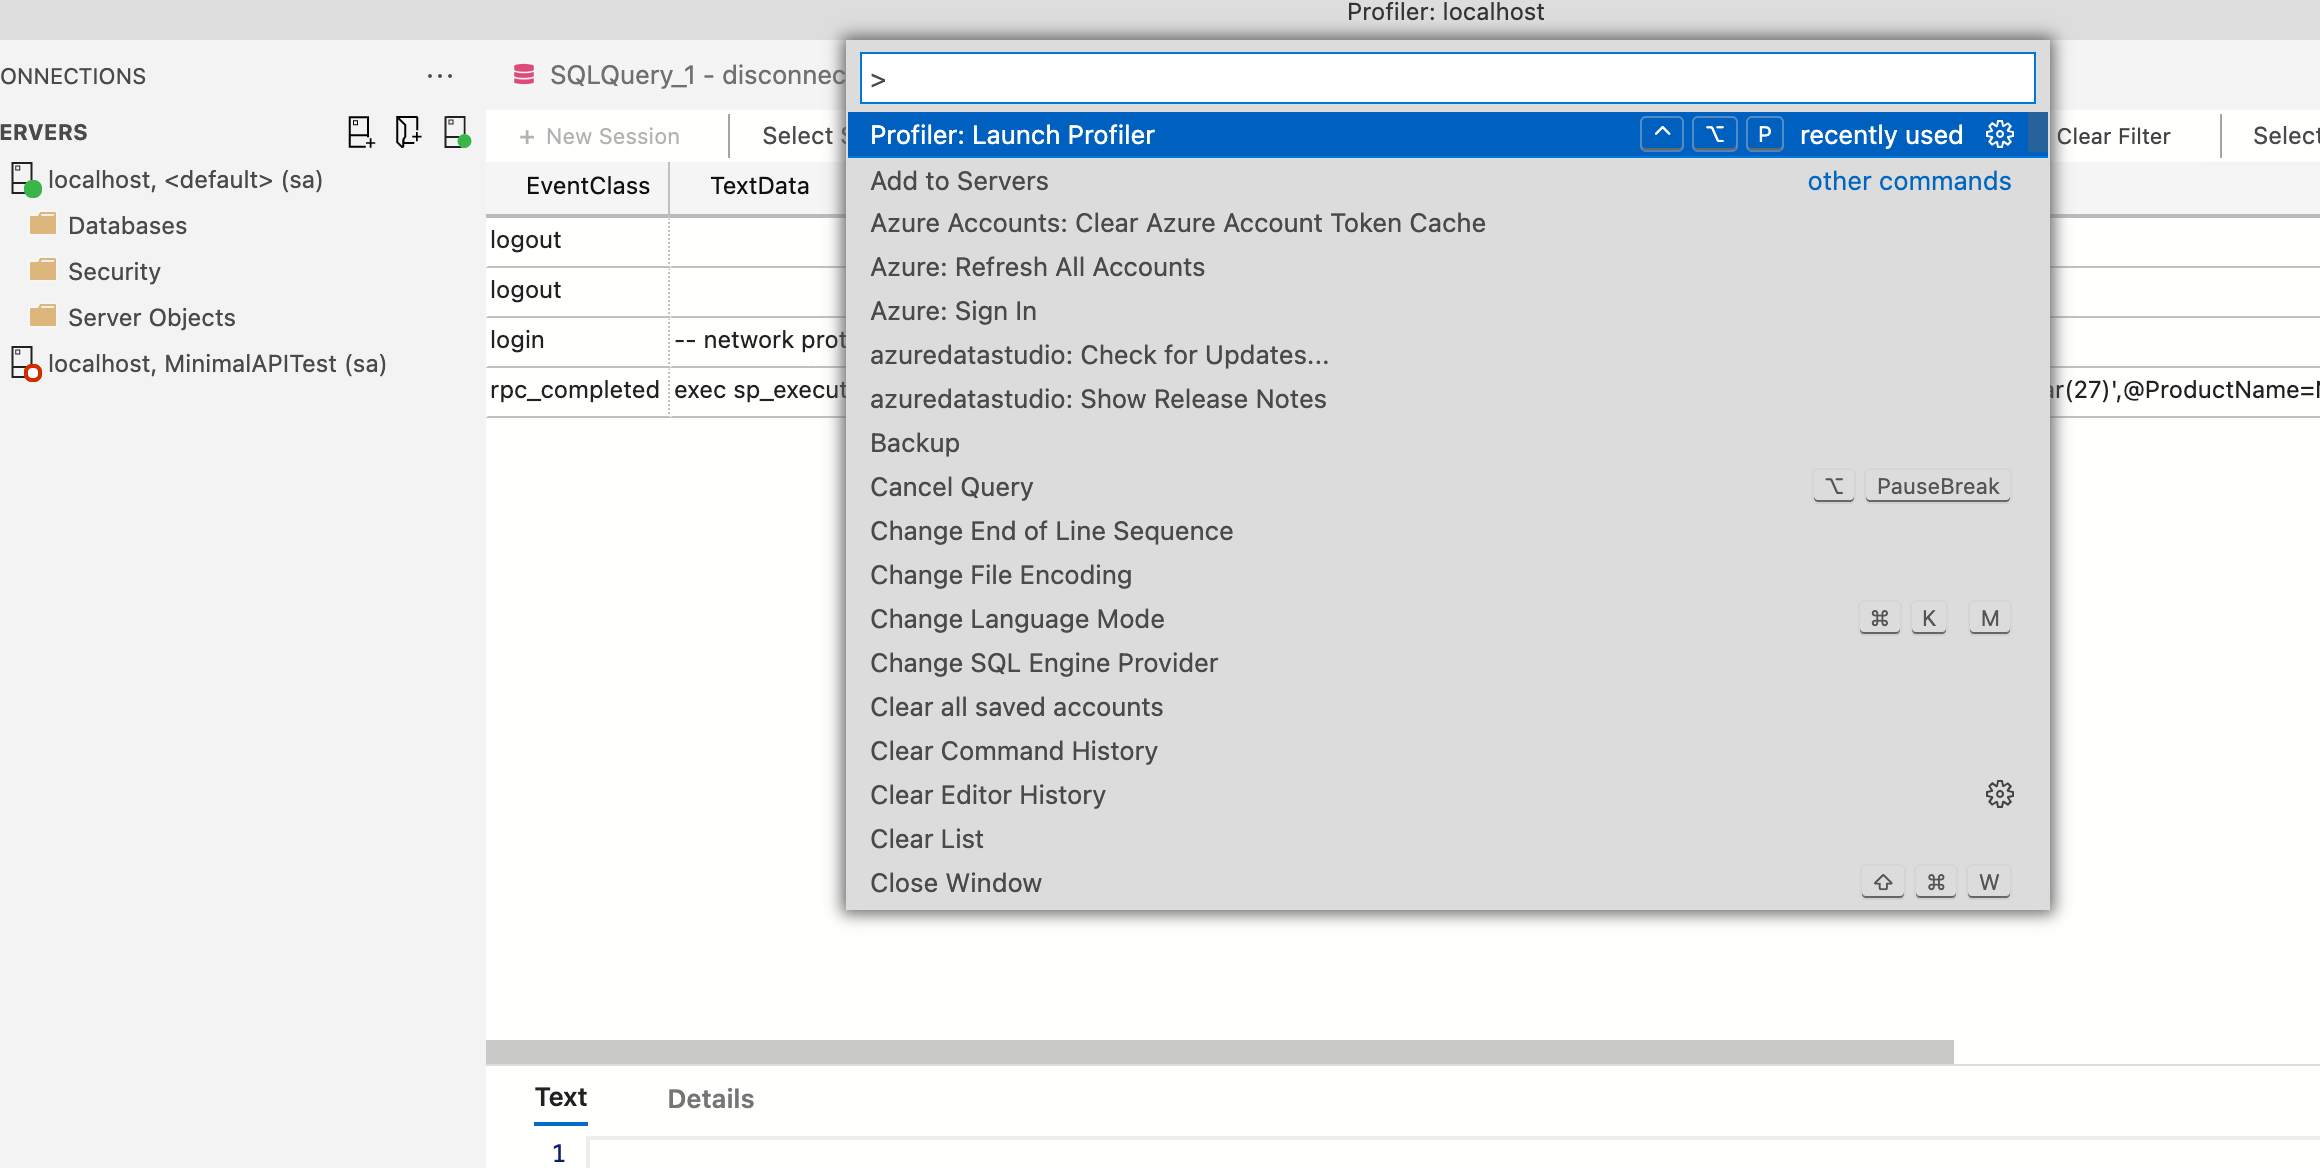 Profiler: localhost
ONNECTIONS
ERVERS
localhost, <default> (sa)
Databases
Security
Server Objects
localhost, MinimalAPITest (sa)
SQLQuery_1 - disconnec
+ New Session
Select
Clear Filter
Select
EventClass
TextData
logout
logout
login
-- network prot
rpc_completed
exec sp_execut
ar(27)',@ProductName=
>
Profiler: Launch Profiler
^ ⌥ P recently used
Add to Servers
other commands
Azure Accounts: Clear Azure Account Token Cache
Azure: Refresh All Accounts
Azure: Sign In
azuredatastudio: Check for Updates...
azuredatastudio: Show Release Notes
Backup
Cancel Query
⌥ PauseBreak
Change End of Line Sequence
Change File Encoding
Change Language Mode
⌘ K M
Change SQL Engine Provider
Clear all saved accounts
Clear Command History
Clear Editor History
Clear List
Close Window
⇧ ⌘ W
Text
Details
1